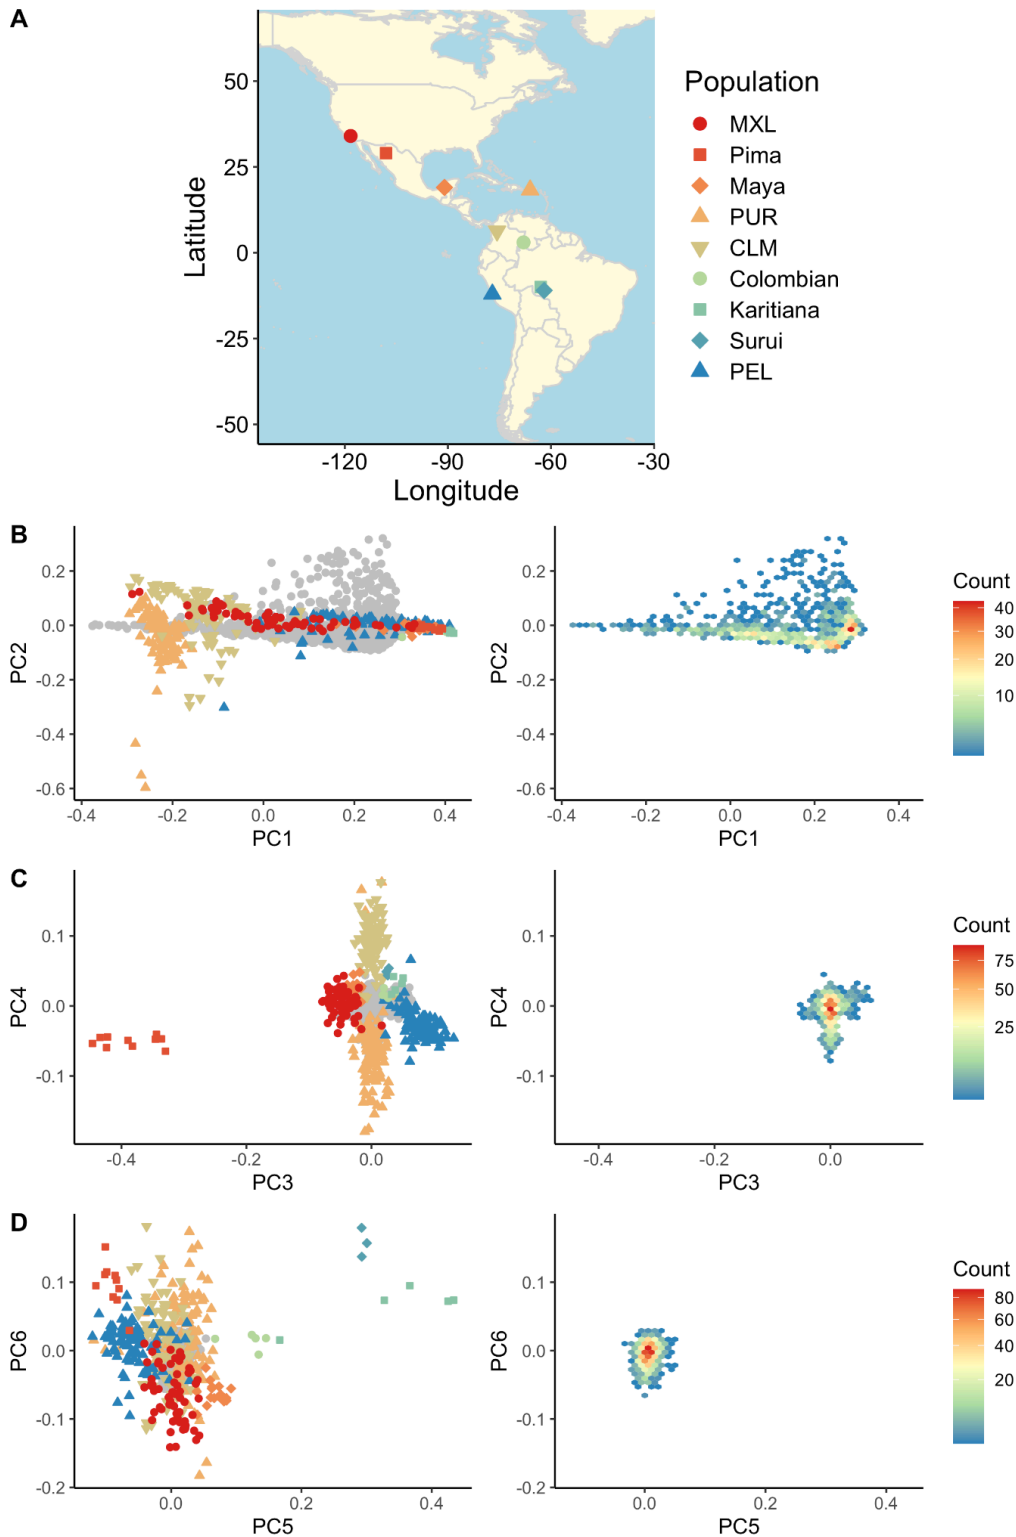 A
Latitude
50
25
0
-25
-50
-120 -90 -60 -30
Longitude
Population
MXL
Pima
Maya
PUR
CLM
Colombian
Karitiana
Surui
PEL
B
PC2
0.2
0.0
-0.2
-0.4
-0.6
-0.4 -0.2 0.0 0.2 0.4
PC1
PC2
0.2
0.0
-0.2
-0.4
-0.6
-0.4 -0.2 0.0 0.2 0.4
PC1
Count
40
30
20
10
C
PC4
0.1
0.0
-0.1
-0.4 -0.2 0.0
PC3
PC4
0.1
0.0
-0.1
-0.4 -0.2 0.0
PC3
Count
75
50
25
D
PC6
0.1
0.0
-0.1
-0.2
0.0 0.2 0.4
PC5
PC6
0.1
0.0
-0.1
-0.2
0.0 0.2 0.4
PC5
Count
80
60
40
20